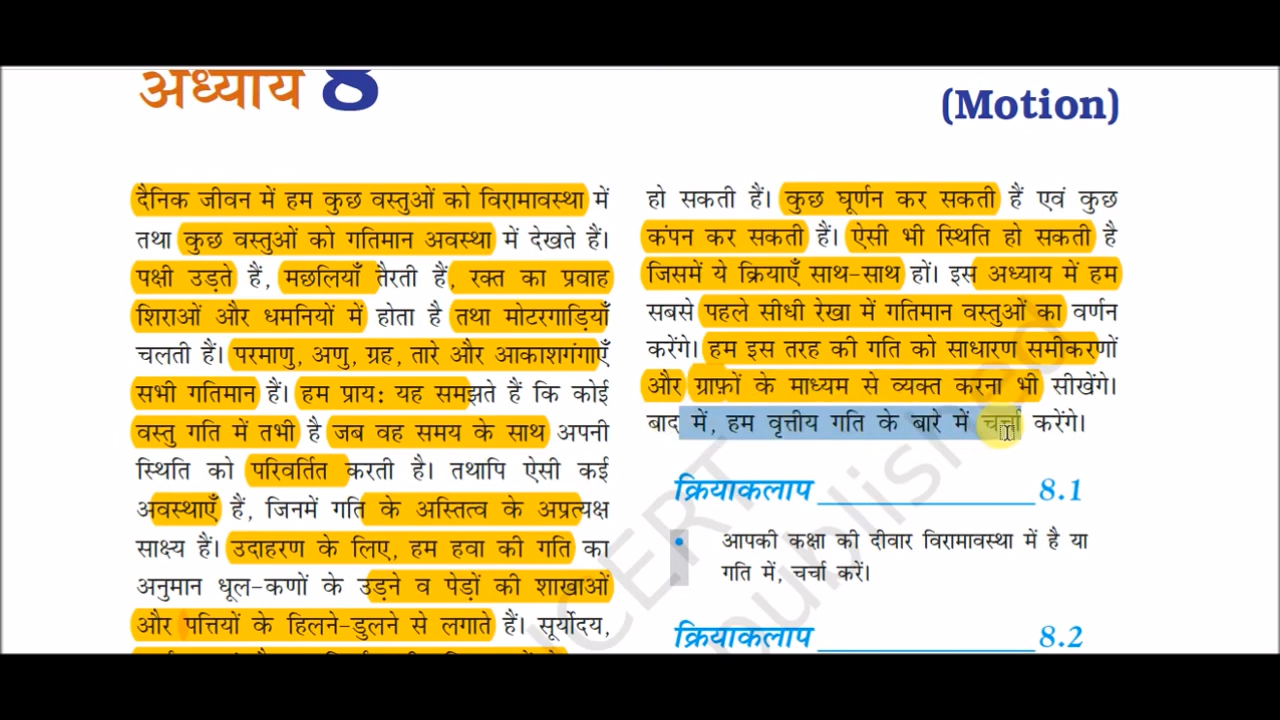 अध्याय 8
(Motion)
दैनिक जीवन में हम कुछ वस्तुओं को विरामावस्था में
तथा कुछ वस्तुओं को गतिमान अवस्था में देखते हैं।
पक्षी उड़ते हैं, मछलियाँ तैरती हैं, रक्त का प्रवाह
शिराओं और धमनियों में होता है तथा मोटरगाड़ियाँ
चलती हैं। परमाणु, अणु, ग्रह, तारे और आकाशगंगाएँ
सभी गतिमान हैं। हम प्राय: यह समझते हैं कि कोई
वस्तु गति में तभी है जब वह समय के साथ अपनी
स्थिति को परिवर्तित करती है। तथापि ऐसी कई
अवस्थाएँ हैं, जिनमें गति के अस्तित्व के अप्रत्यक्ष
साक्ष्य हैं। उदाहरण के लिए, हम हवा की गति का
अनुमान धूल-कणों के उड़ने व पेड़ों की शाखाओं
और पत्तियों के हिलने-डुलने से लगाते हैं। सूर्योदय,
हो सकती हैं। कुछ घूर्णन कर सकती हैं एवं कुछ
कंपन कर सकती हैं। ऐसी भी स्थिति हो सकती है
जिसमें ये क्रियाएँ साथ-साथ हों। इस अध्याय में हम
सबसे पहले सीधी रेखा में गतिमान वस्तुओं का वर्णन
करेंगे। हम इस तरह की गति को साधारण समीकरणों
और ग्राफ़ों के माध्यम से व्यक्त करना भी सीखेंगे।
बाद में, हम वृत्तीय गति के बारे में चर्चा करेंगे।
क्रियाकलाप 8.1
• आपकी कक्षा की दीवार विरामावस्था में है या
गति में, चर्चा करें।
क्रियाकलाप 8.2
NCERT
published